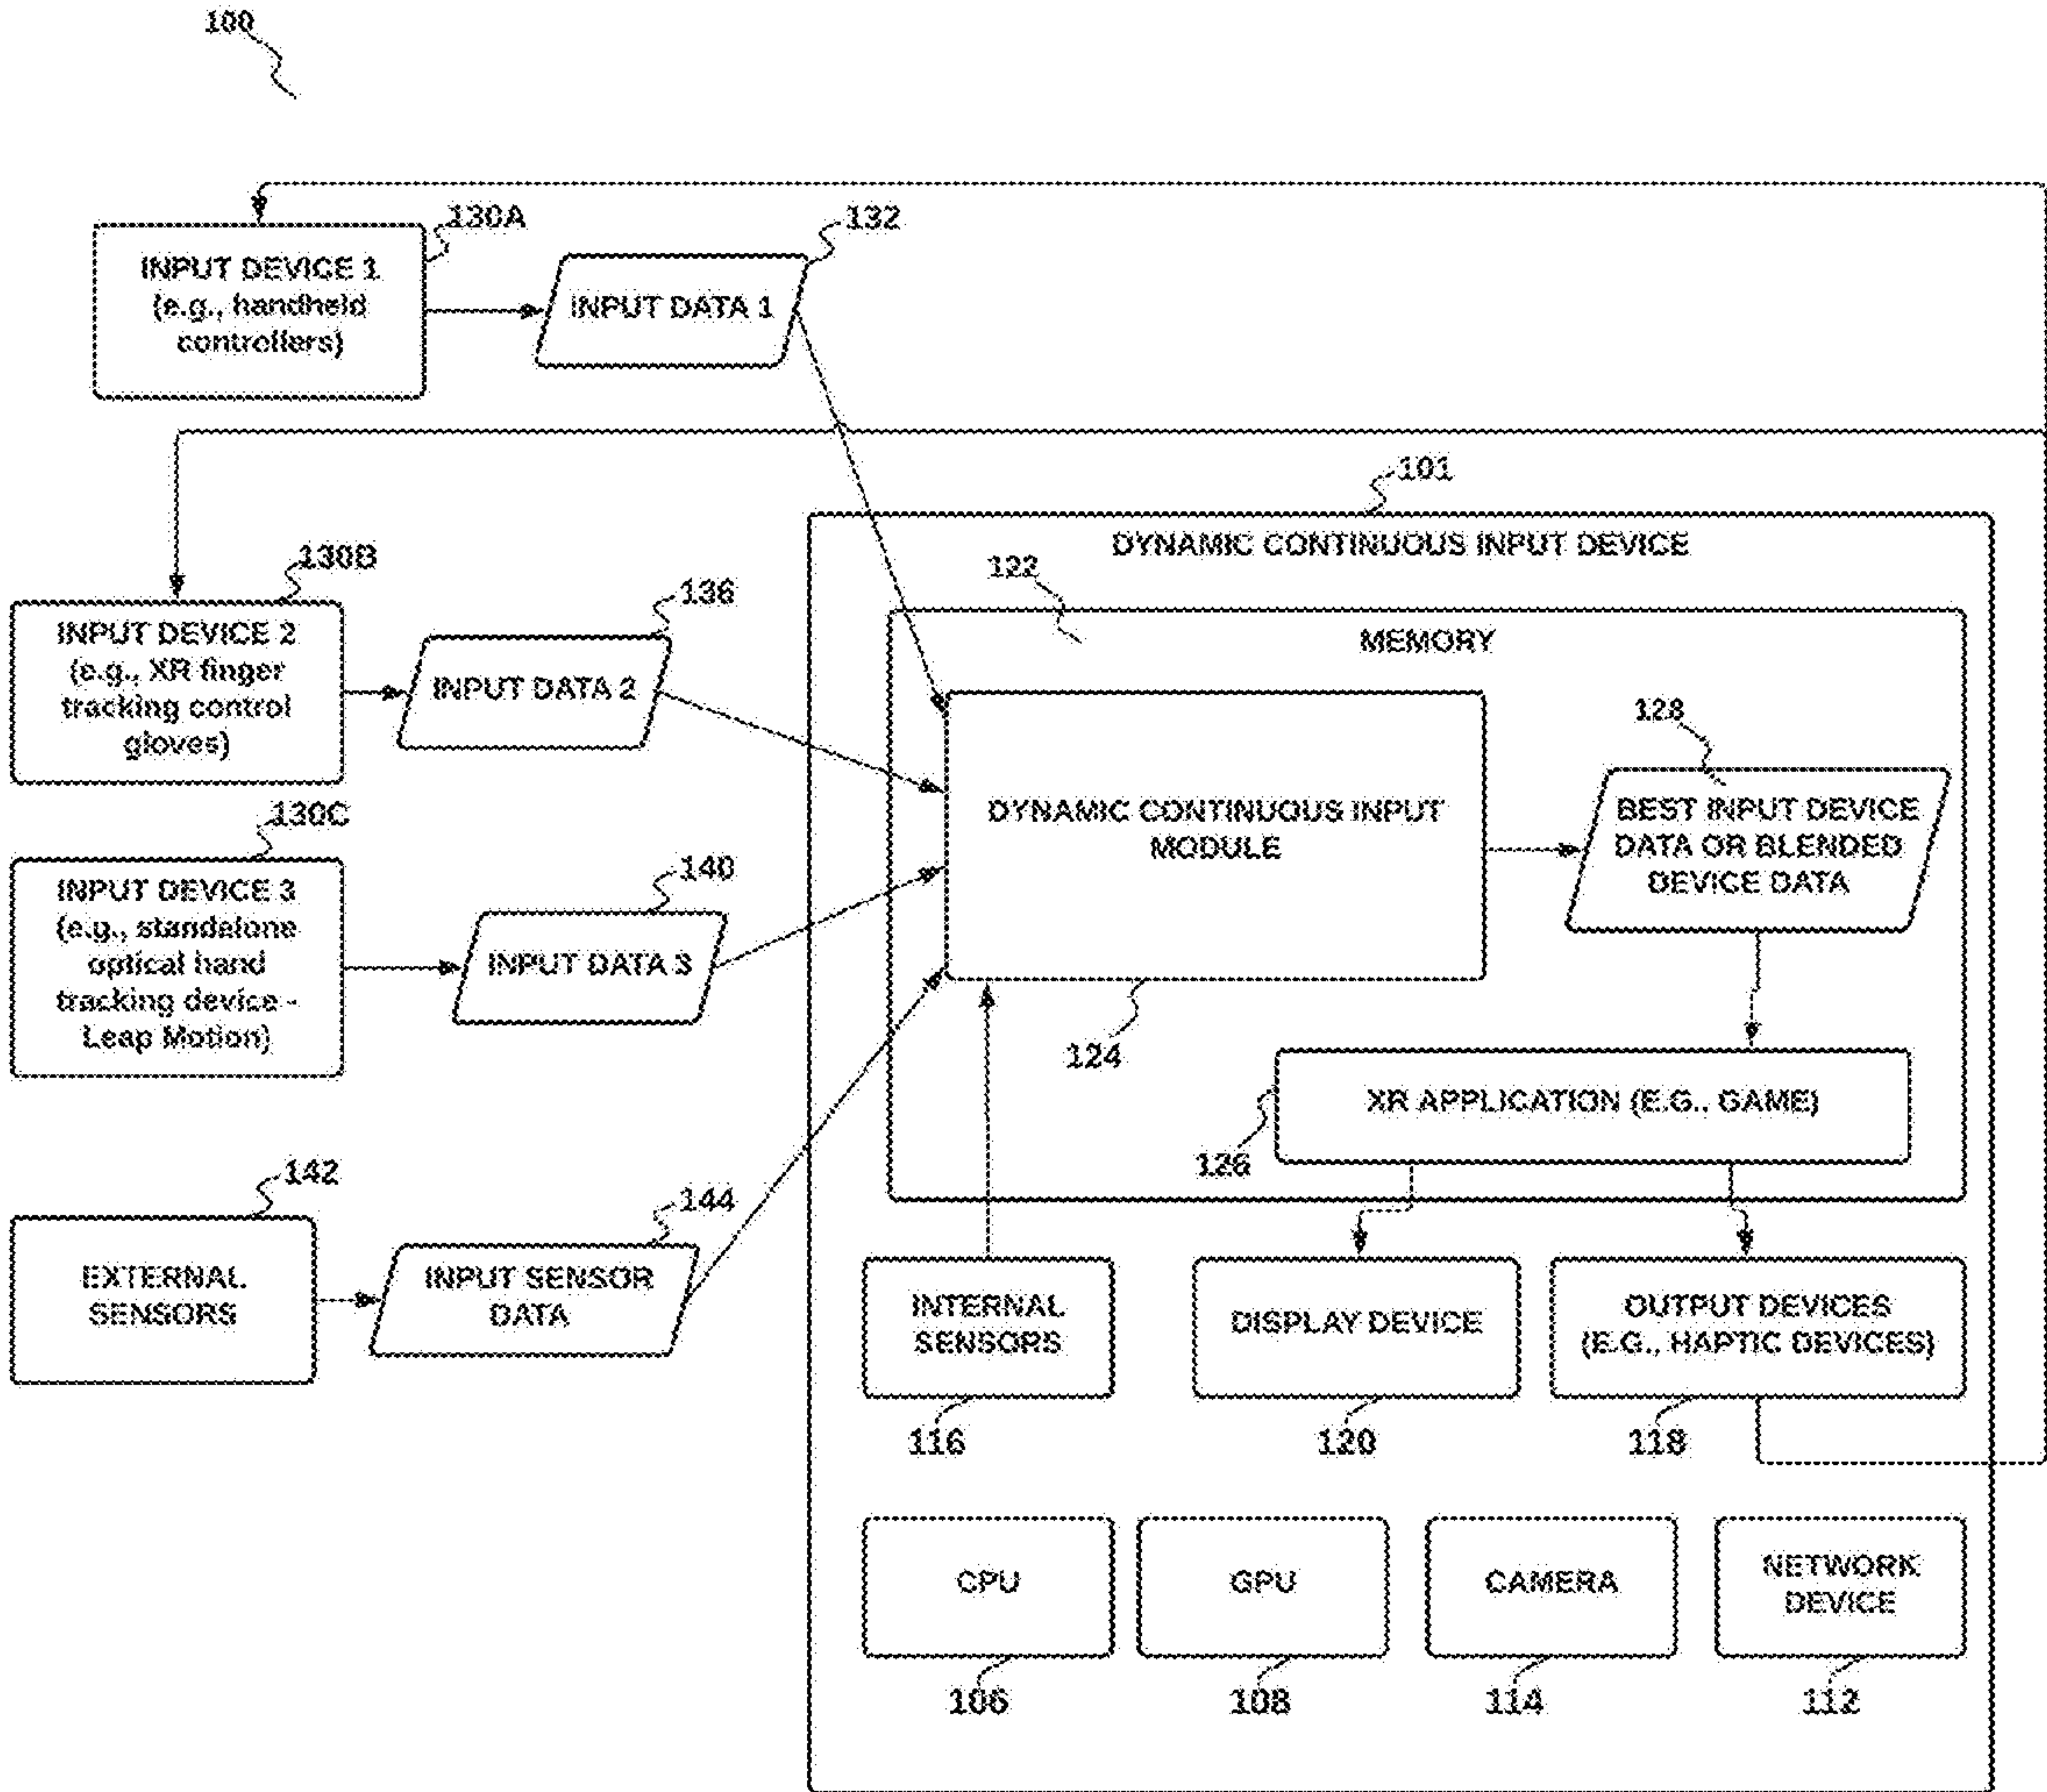 100
130A
132
INPUT DEVICE 1
(e.g., handheld
controllers)
INPUT DATA 1
101
DYNAMIC CONTINUOUS INPUT DEVICE
130B
136
122
INPUT DEVICE 2
(e.g., XR finger
tracking control
gloves)
INPUT DATA 2
MEMORY
128
DYNAMIC CONTINUOUS INPUT
MODULE
BEST INPUT DEVICE
DATA OR BLENDED
DEVICE DATA
130C
140
INPUT DEVICE 3
(e.g., standalone
optical hand
tracking device -
Leap Motion)
INPUT DATA 3
124
XR APPLICATION (E.G., GAME)
126
142
144
EXTERNAL
SENSORS
INPUT SENSOR
DATA
INTERNAL
SENSORS
DISPLAY DEVICE
OUTPUT DEVICES
(E.G., HAPTIC DEVICES)
116
120
118
CPU
GPU
CAMERA
NETWORK
DEVICE
106
108
114
112